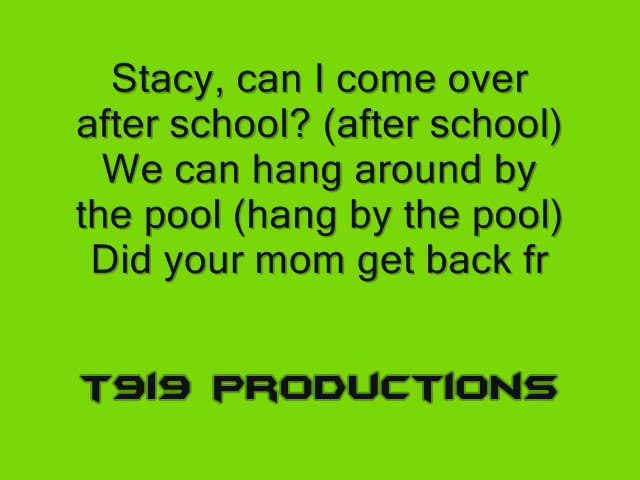 Stacy, can I come over
after school? (after school)
We can hang around by
the pool (hang by the pool)
Did your mom get back fr
T919 PRODUCTIONS